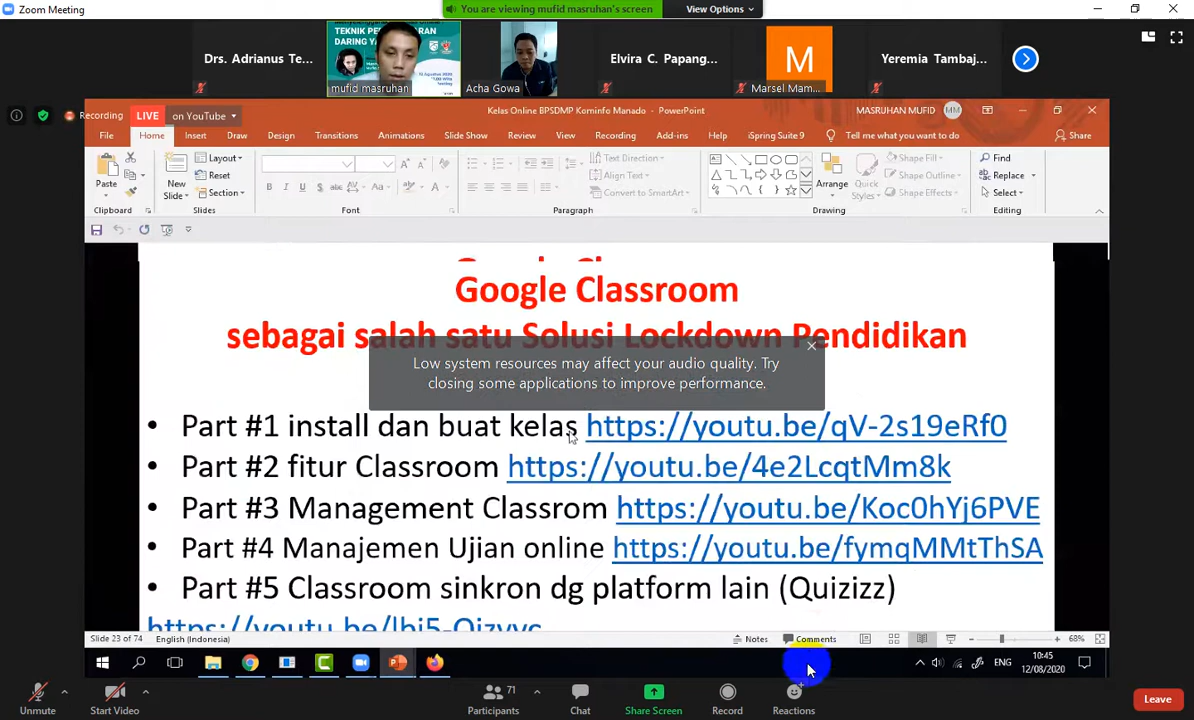 Zoom Meeting
You are viewing mufid masruhan's screen
View Options
Drs. Adrianus Te...
TEKNIK PE
ARAN
DARING YA
mufid masruhan
Acha Gowa
Elvira C. Papang...
M
Marsel Mam...
Yeremia Tambaj...
Recording
LIVE on YouTube
Kelas Online BPSDMP Kominfo Manado - PowerPoint
MASRUHAN MUFID MM
File Home Insert Draw Design Transitions Animations Slide Show Review View Recording Add-ins Help iSpring Suite 9 Tell me what you want to do Share
Paste
New Slide
Layout
Reset
Section
Text Direction
Align Text
Convert to SmartArt
Arrange
Quick Styles
Shape Fill
Shape Outline
Shape Effects
Find
Replace
Select
Clipboard Slides Font Paragraph Drawing Editing
Google Classroom
sebagai salah satu Solusi Lockdown Pendidikan
Low system resources may affect your audio quality. Try
closing some applications to improve performance.
• Part #1 install dan buat kelas https://youtu.be/qV-2s19eRf0
• Part #2 fitur Classroom https://youtu.be/4e2LcqtMm8k
• Part #3 Management Classrom https://youtu.be/Koc0hYj6PVE
• Part #4 Manajemen Ujian online https://youtu.be/fymqMMtThSA
• Part #5 Classroom sinkron dg platform lain (Quizizz)
Slide 23 of 74 English (Indonesia) Notes Comments 68%
ENG 10:45
12/08/2020
Unmute Start Video Participants 71 Chat Share Screen Record Reactions Leave